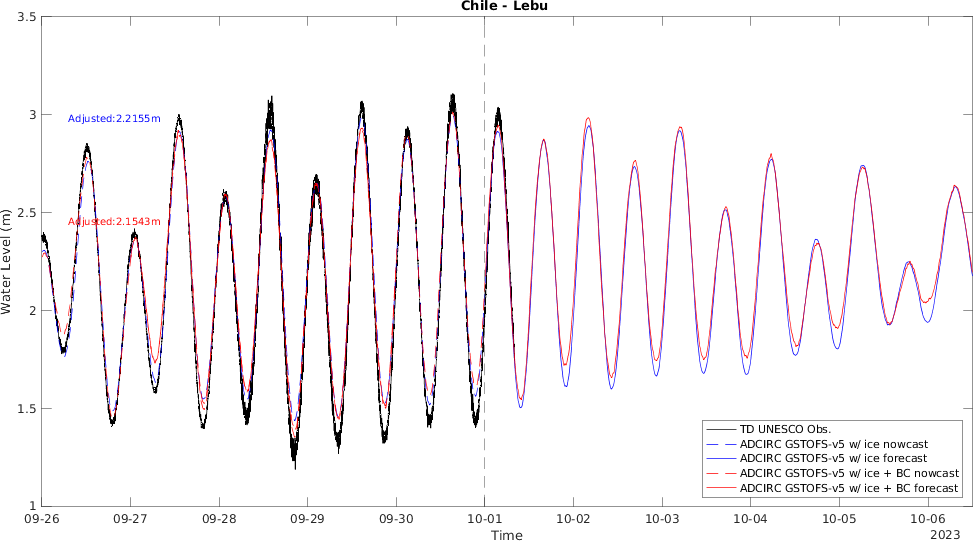 Chile - Lebu
3.5
3
2.5
2
1.5
1
Water Level (m)
Adjusted:2.2155m
Adjusted:2.1543m
TD UNESCO Obs.
ADCIRC GSTOFS-v5 w/ ice nowcast
ADCIRC GSTOFS-v5 w/ ice forecast
ADCIRC GSTOFS-v5 w/ ice + BC nowcast
ADCIRC GSTOFS-v5 w/ ice + BC forecast
09-26 09-27 09-28 09-29 09-30 10-01 10-02 10-03 10-04 10-05 10-06
Time
2023